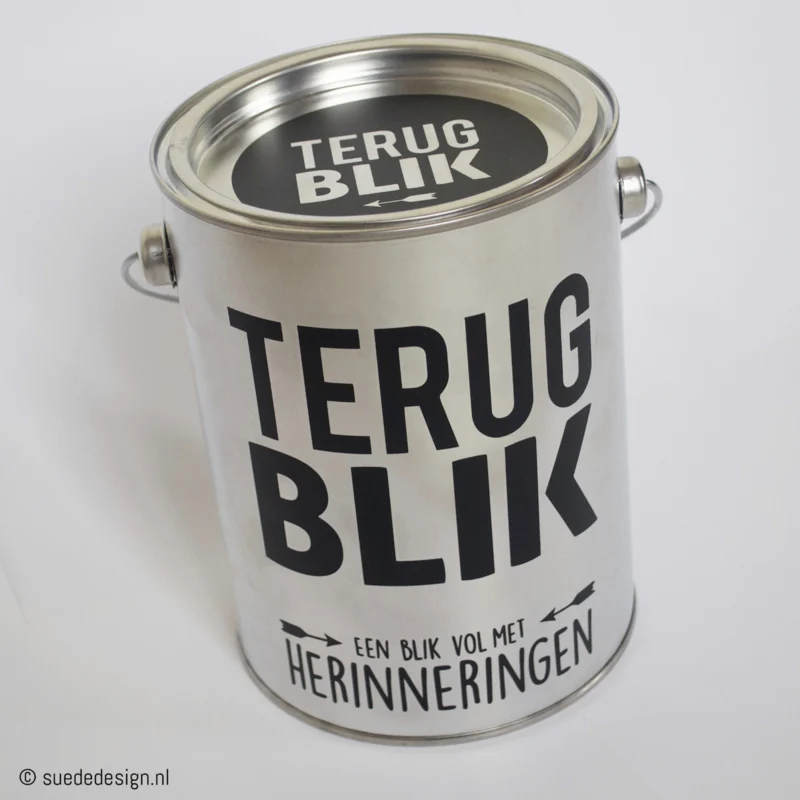 TERUG
BLIK
TERUG
BLIK
EEN BLIK VOL MET
HERINNERINGEN
© suededesign.nl